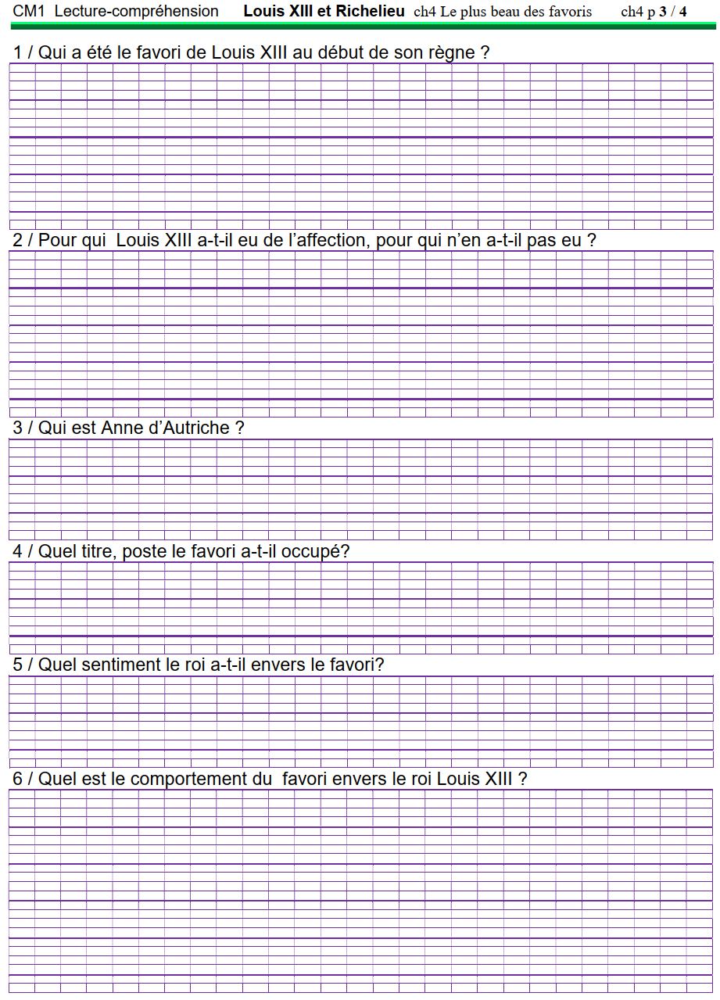 CM1 Lecture-compréhension Louis XIII et Richelieu ch4 Le plus beau des favoris ch4 p 3 / 4
1 / Qui a été le favori de Louis XIII au début de son règne ?
2 / Pour qui Louis XIII a-t-il eu de l’affection, pour qui n’en a-t-il pas eu ?
3 / Qui est Anne d’Autriche ?
4 / Quel titre, poste le favori a-t-il occupé?
5 / Quel sentiment le roi a-t-il envers le favori?
6 / Quel est le comportement du favori envers le roi Louis XIII ?